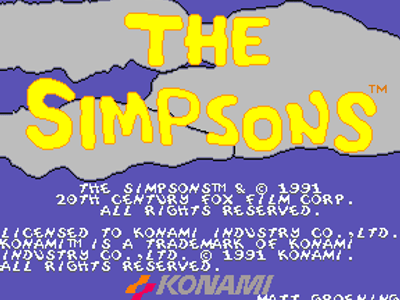 THE
SIMPSONS™
THE SIMPSONS™ & © 1991
20TH CENTURY FOX FILM CORP.
ALL RIGHTS RESERVED.
LICENSED TO KONAMI INDUSTRY CO.,LTD.
KONAMI™ IS A TRADEMARK OF KONAMI
INDUSTRY CO.,LTD. © 1991 KONAMI.
ALL RIGHTS RESERVED.
KONAMI
MATT GROENING